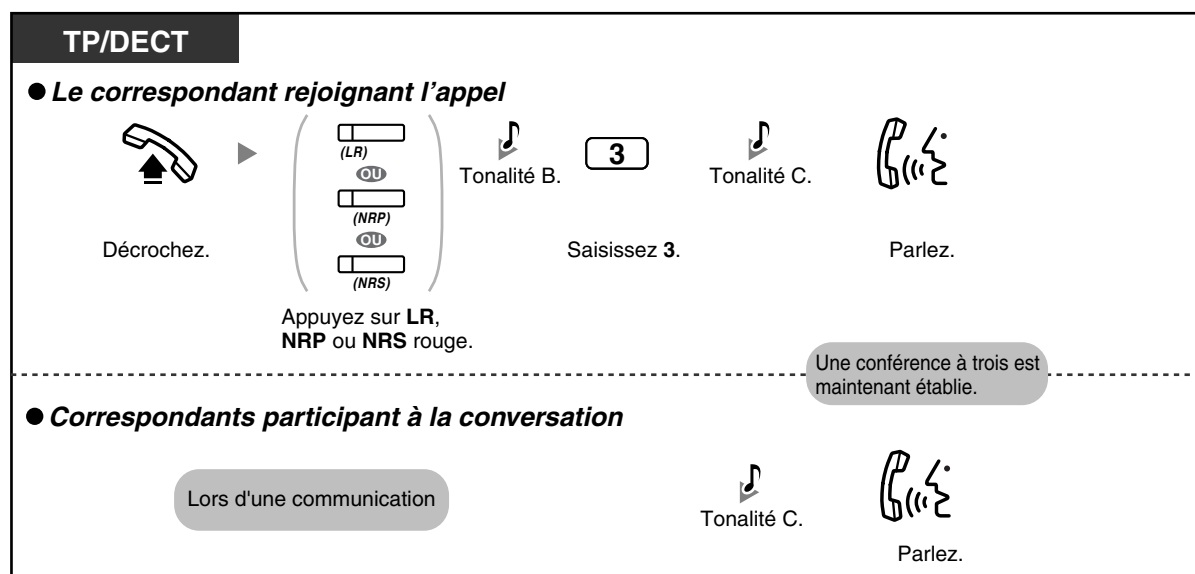 TP/DECT
● Le correspondant rejoignant l'appel
(LR)
OU
(NRP)
OU
(NRS)
Tonalité B.
3
Tonalité C.
Décrochez.
Saisissez 3.
Parlez.
Appuyez sur LR,
NRP ou NRS rouge.
Une conférence à trois est
maintenant établie.
● Correspondants participant à la conversation
Lors d'une communication
Tonalité C.
Parlez.